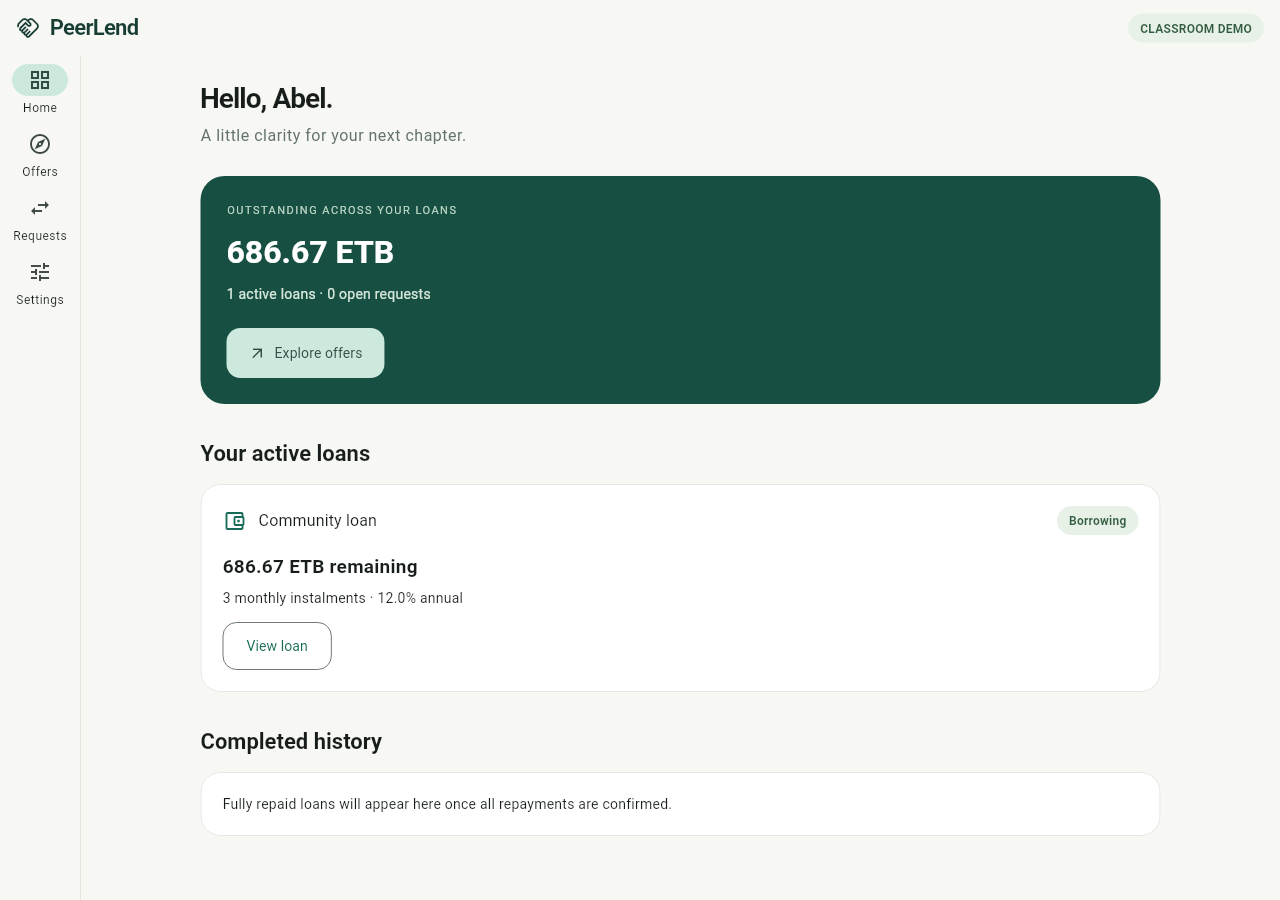 PeerLend
CLASSROOM DEMO
Home
Offers
Requests
Settings
Hello, Abel.
A little clarity for your next chapter.
OUTSTANDING ACROSS YOUR LOANS
686.67 ETB
1 active loans · 0 open requests
Explore offers
Your active loans
Community loan
Borrowing
686.67 ETB remaining
3 monthly instalments · 12.0% annual
View loan
Completed history
Fully repaid loans will appear here once all repayments are confirmed.